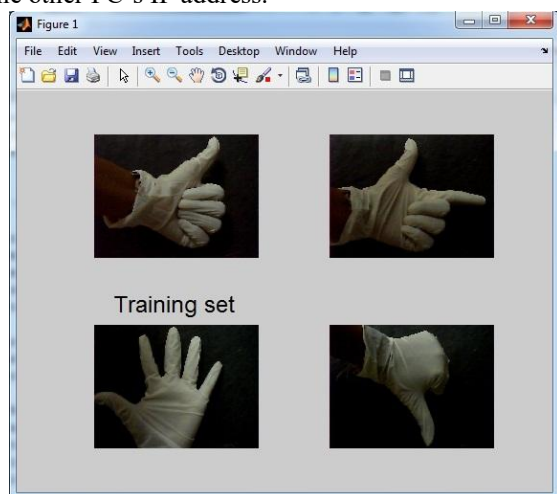 he other PC's IP address.
Figure 1
File Edit View Insert Tools Desktop Window Help
Training set